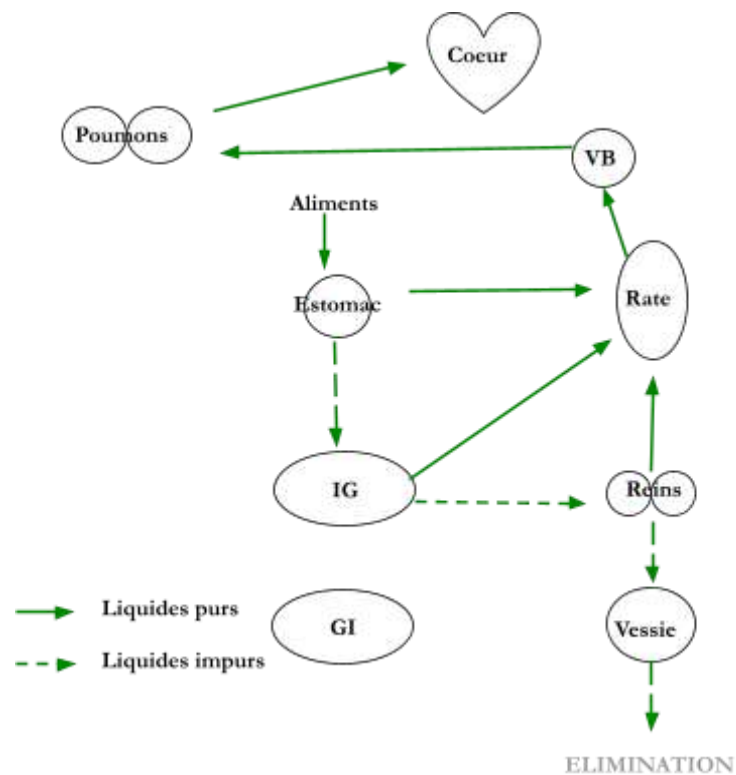 Coeur
Poumons
VB
Aliments
Estomac
Rate
IG
Reins
Liquides purs
GI
Vessie
Liquides impurs
ELIMINATION